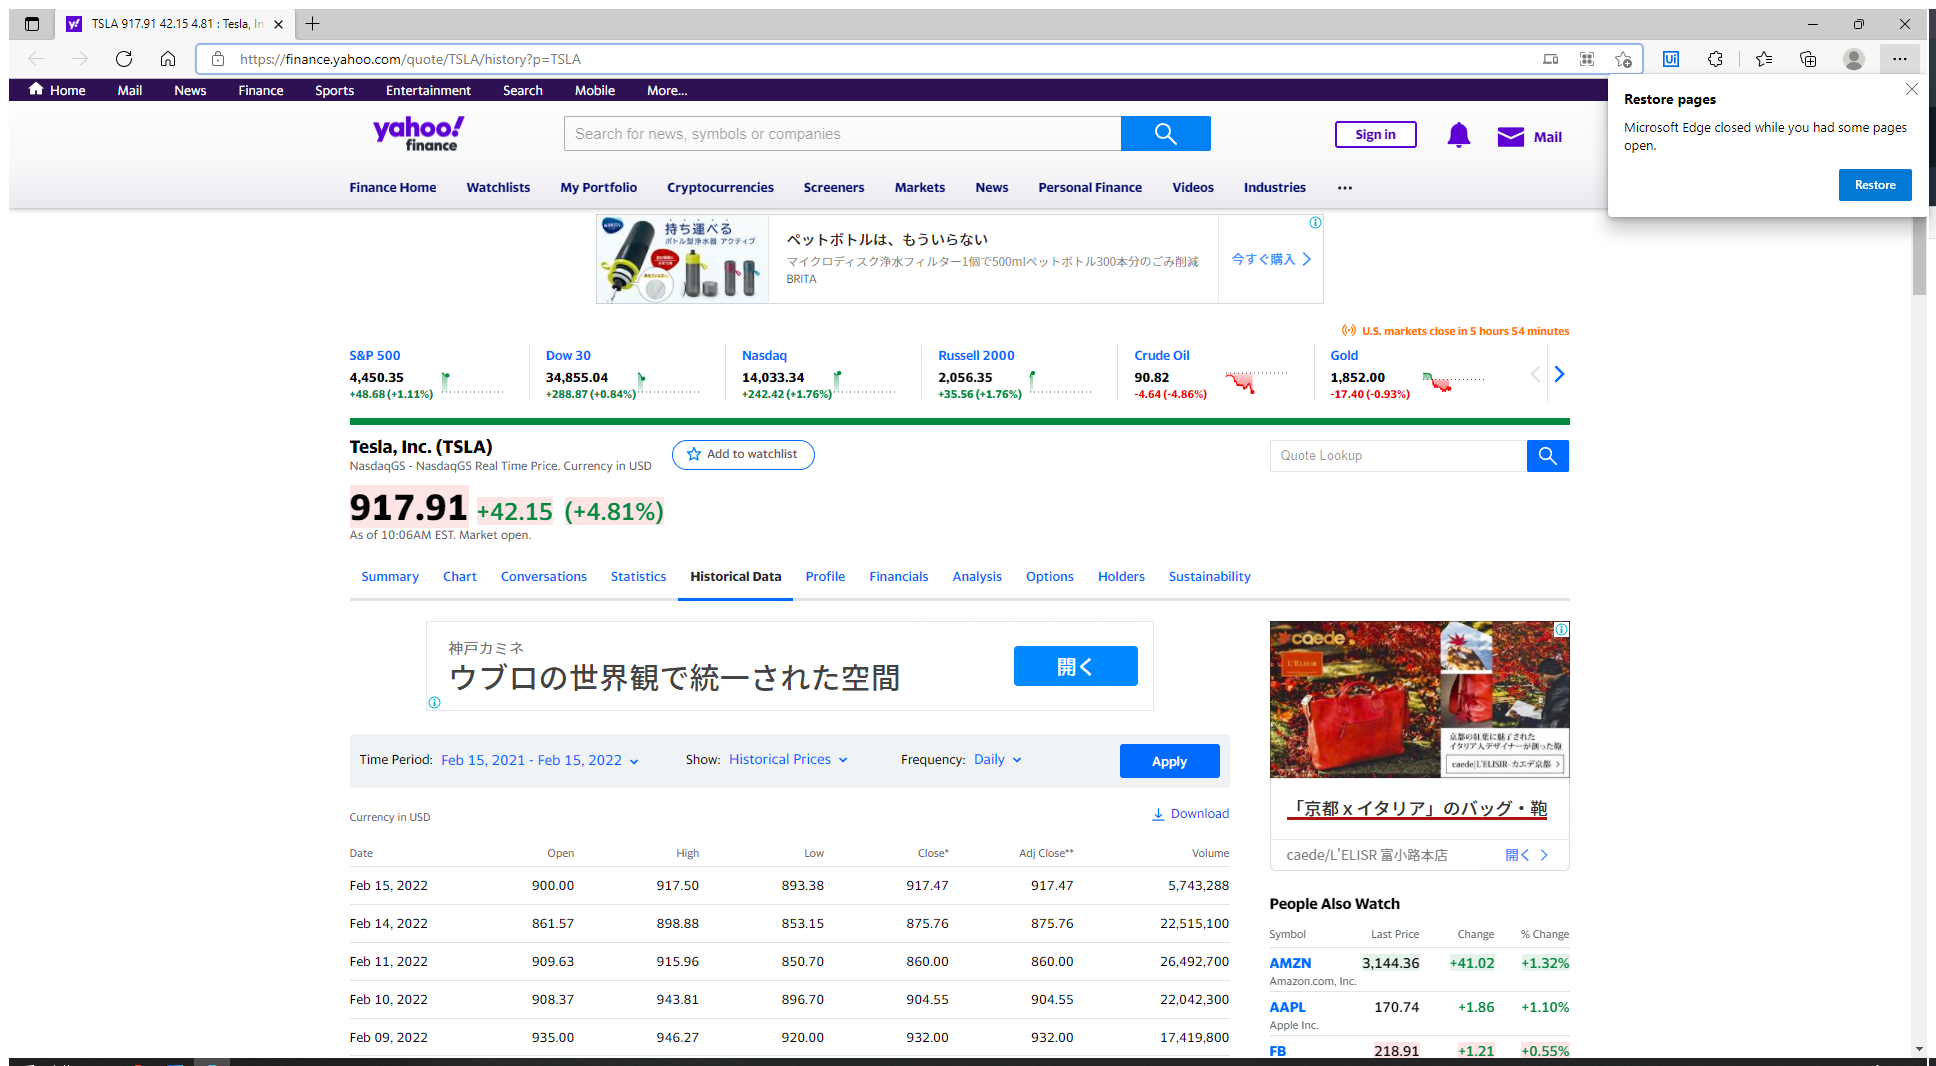 TSLA 917.91 42.15 4.81 : Tesla, In
https://finance.yahoo.com/quote/TSLA/history?p=TSLA
Ui
Home Mail News Finance Sports Entertainment Search Mobile More...
Restore pages
Microsoft Edge closed while you had some pages
open.
Restore
yahoo!
finance
Search for news, symbols or companies
Sign in
Mail
Finance Home Watchlists My Portfolio Cryptocurrencies Screeners Markets News Personal Finance Videos Industries ...
BRITA
持ち運べる
ボトル型浄水器 アクティブ
ペットボトルは、もういらない
マイクロディスク浄水フィルター1個で500mlペットボトル300本分のごみ削減
BRITA
今すぐ購入
U.S. markets close in 5 hours 54 minutes
S&P 500
4,450.35
+48.68 (+1.11%)
Dow 30
34,855.04
+288.87 (+0.84%)
Nasdaq
14,033.34
+242.42 (+1.76%)
Russell 2000
2,056.35
+35.56 (+1.76%)
Crude Oil
90.82
-4.64 (-4.86%)
Gold
1,852.00
-17.40 (-0.93%)
Tesla, Inc. (TSLA)
NasdaqGS - NasdaqGS Real Time Price. Currency in USD
Add to watchlist
Quote Lookup
917.91 +42.15 (+4.81%)
As of 10:06AM EST. Market open.
Summary Chart Conversations Statistics Historical Data Profile Financials Analysis Options Holders Sustainability
神戸カミネ
ウブロの世界観で統一された空間
開く
Time Period: Feb 15, 2021 - Feb 15, 2022 Show: Historical Prices Frequency: Daily Apply
Currency in USD Download
Date Open High Low Close* Adj Close** Volume
Feb 15, 2022 900.00 917.50 893.38 917.47 917.47 5,743,288
Feb 14, 2022 861.57 898.88 853.15 875.76 875.76 22,515,100
Feb 11, 2022 909.63 915.96 850.70 860.00 860.00 26,492,700
Feb 10, 2022 908.37 943.81 896.70 904.55 904.55 22,042,300
Feb 09, 2022 935.00 946.27 920.00 932.00 932.00 17,419,800
caede
L'ELISIR
京都の紅葉に魅了された
イタリア人デザイナーが創った鞄
caede|L'ELISIR- カエデ京都
「京都 x イタリア」のバッグ・鞄
caede/L'ELISR 富小路本店
開く
People Also Watch
Symbol Last Price Change % Change
AMZN 3,144.36 +41.02 +1.32%
Amazon.com, Inc.
AAPL 170.74 +1.86 +1.10%
Apple Inc.
FB 218.91 +1.21 +0.55%